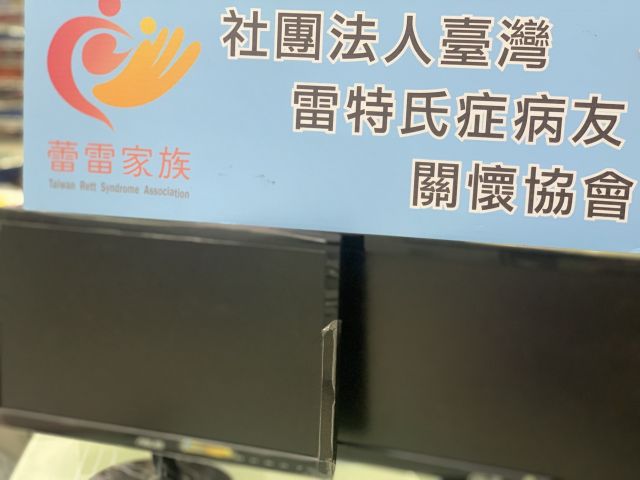 社團法人臺灣
雷特氏症病友
關懷協會
蕾雷家族
Taiwan Rett Syndrome Association